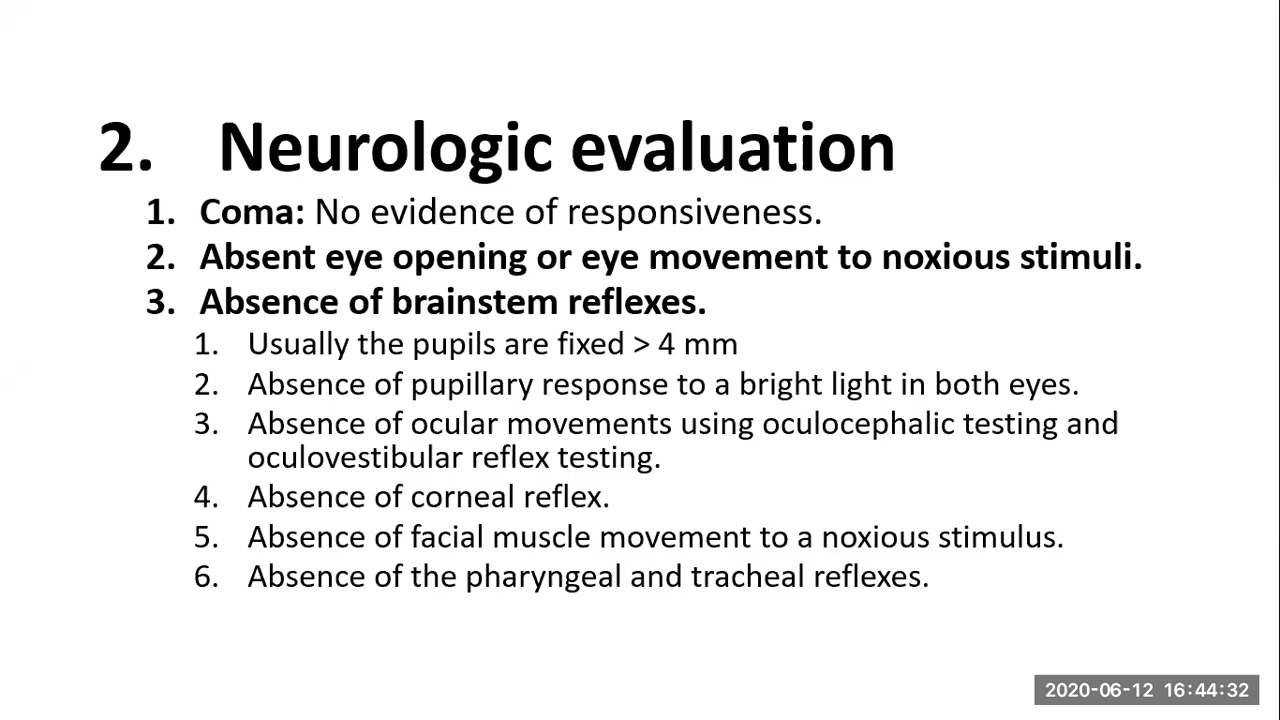 2. Neurologic evaluation
1. Coma: No evidence of responsiveness.
2. Absent eye opening or eye movement to noxious stimuli.
3. Absence of brainstem reflexes.
1. Usually the pupils are fixed > 4 mm
2. Absence of pupillary response to a bright light in both eyes.
3. Absence of ocular movements using oculocephalic testing and
oculovestibular reflex testing.
4. Absence of corneal reflex.
5. Absence of facial muscle movement to a noxious stimulus.
6. Absence of the pharyngeal and tracheal reflexes.
2020-06-12 16:44:32